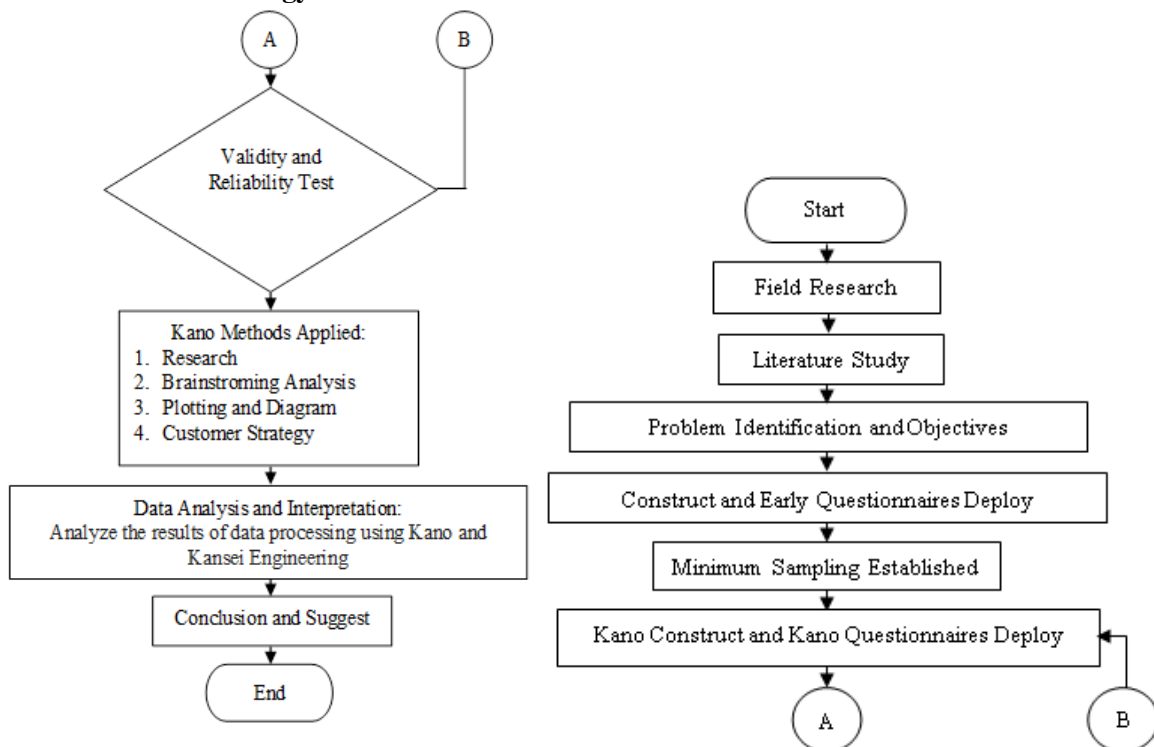 gy
A
B
Validity and
Reliability Test
Kano Methods Applied:
1. Research
2. Brainstroming Analysis
3. Plotting and Diagram
4. Customer Strategy
Data Analysis and Interpretation:
Analyze the results of data processing using Kano and
Kansei Engineering
Conclusion and Suggest
End
Start
Field Research
Literature Study
Problem Identification and Objectives
Construct and Early Questionnaires Deploy
Minimum Sampling Established
Kano Construct and Kano Questionnaires Deploy
A
B